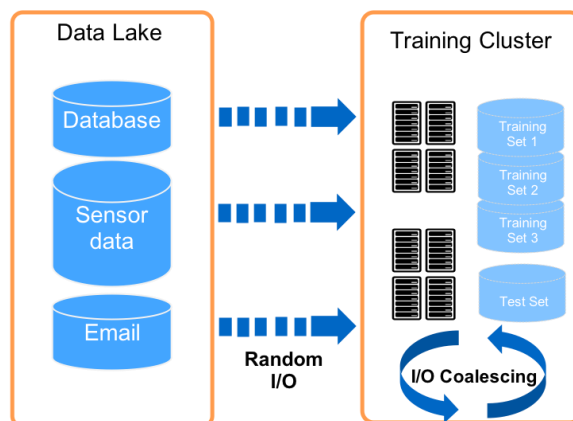 Data Lake
Database
Sensor
data
Email
Random
I/O
Training Cluster
Training
Set 1
Training
Set 2
Training
Set 3
Test Set
I/O Coalescing